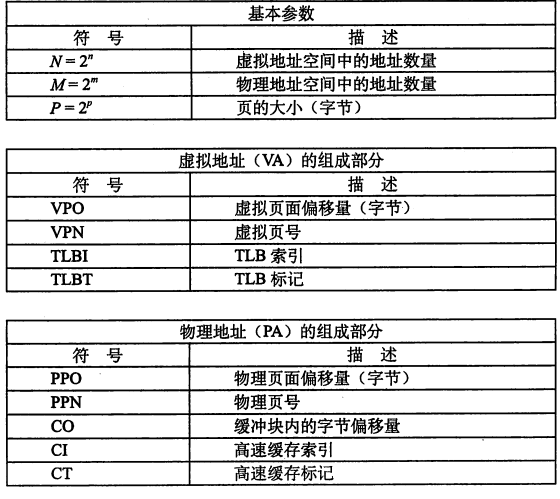 基本参数
符 号 描 述
N = 2ⁿ 虚拟地址空间中的地址数量
M = 2ᵐ 物理地址空间中的地址数量
P = 2ᵖ 页的大小（字节）
虚拟地址（VA）的组成部分
符 号 描 述
VPO 虚拟页面偏移量（字节）
VPN 虚拟页号
TLBI TLB 索引
TLBT TLB 标记
物理地址（PA）的组成部分
符 号 描 述
PPO 物理页面偏移量（字节）
PPN 物理页号
CO 缓冲块内的字节偏移量
CI 高速缓存索引
CT 高速缓存标记